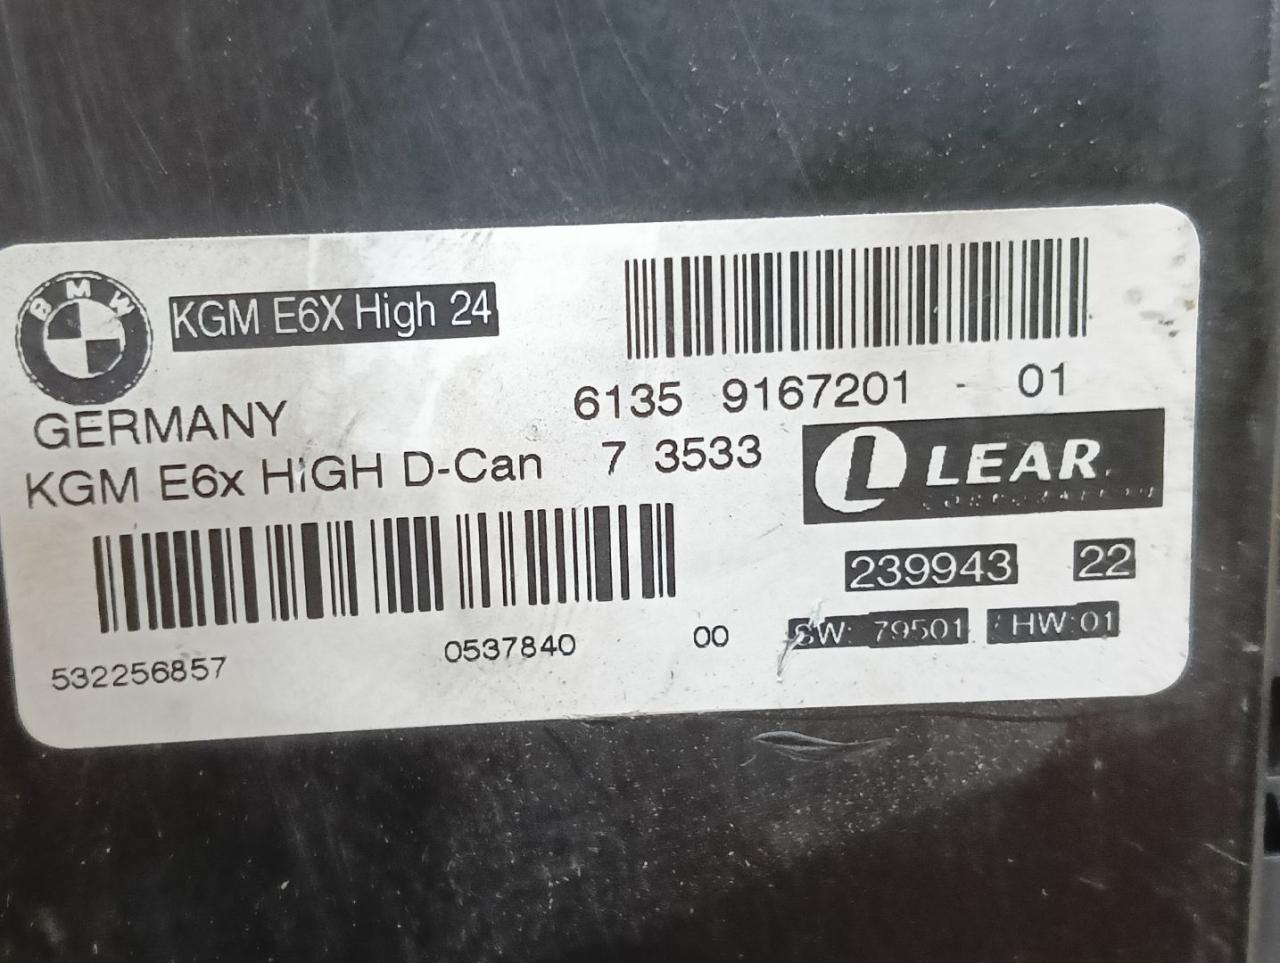 BMW
KGM E6X High 24
GERMANY
6135 9167201 - 01
KGM E6x HiGH D-Can 7 3533
LEAR
CORPORATION
239943 22
SW: 79501 HW:01
532256857 0537840 00